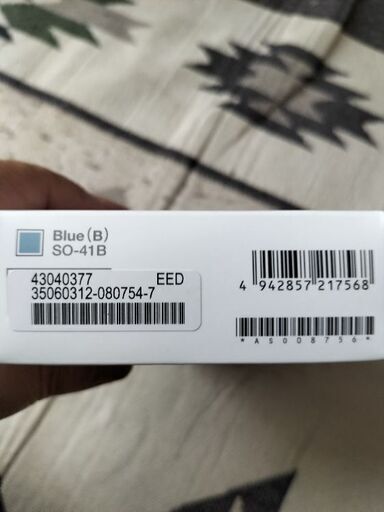 Blue(B)
SO-41B
43040377 EED
35060312-080754-7
4 942857 217568
*AS008756*